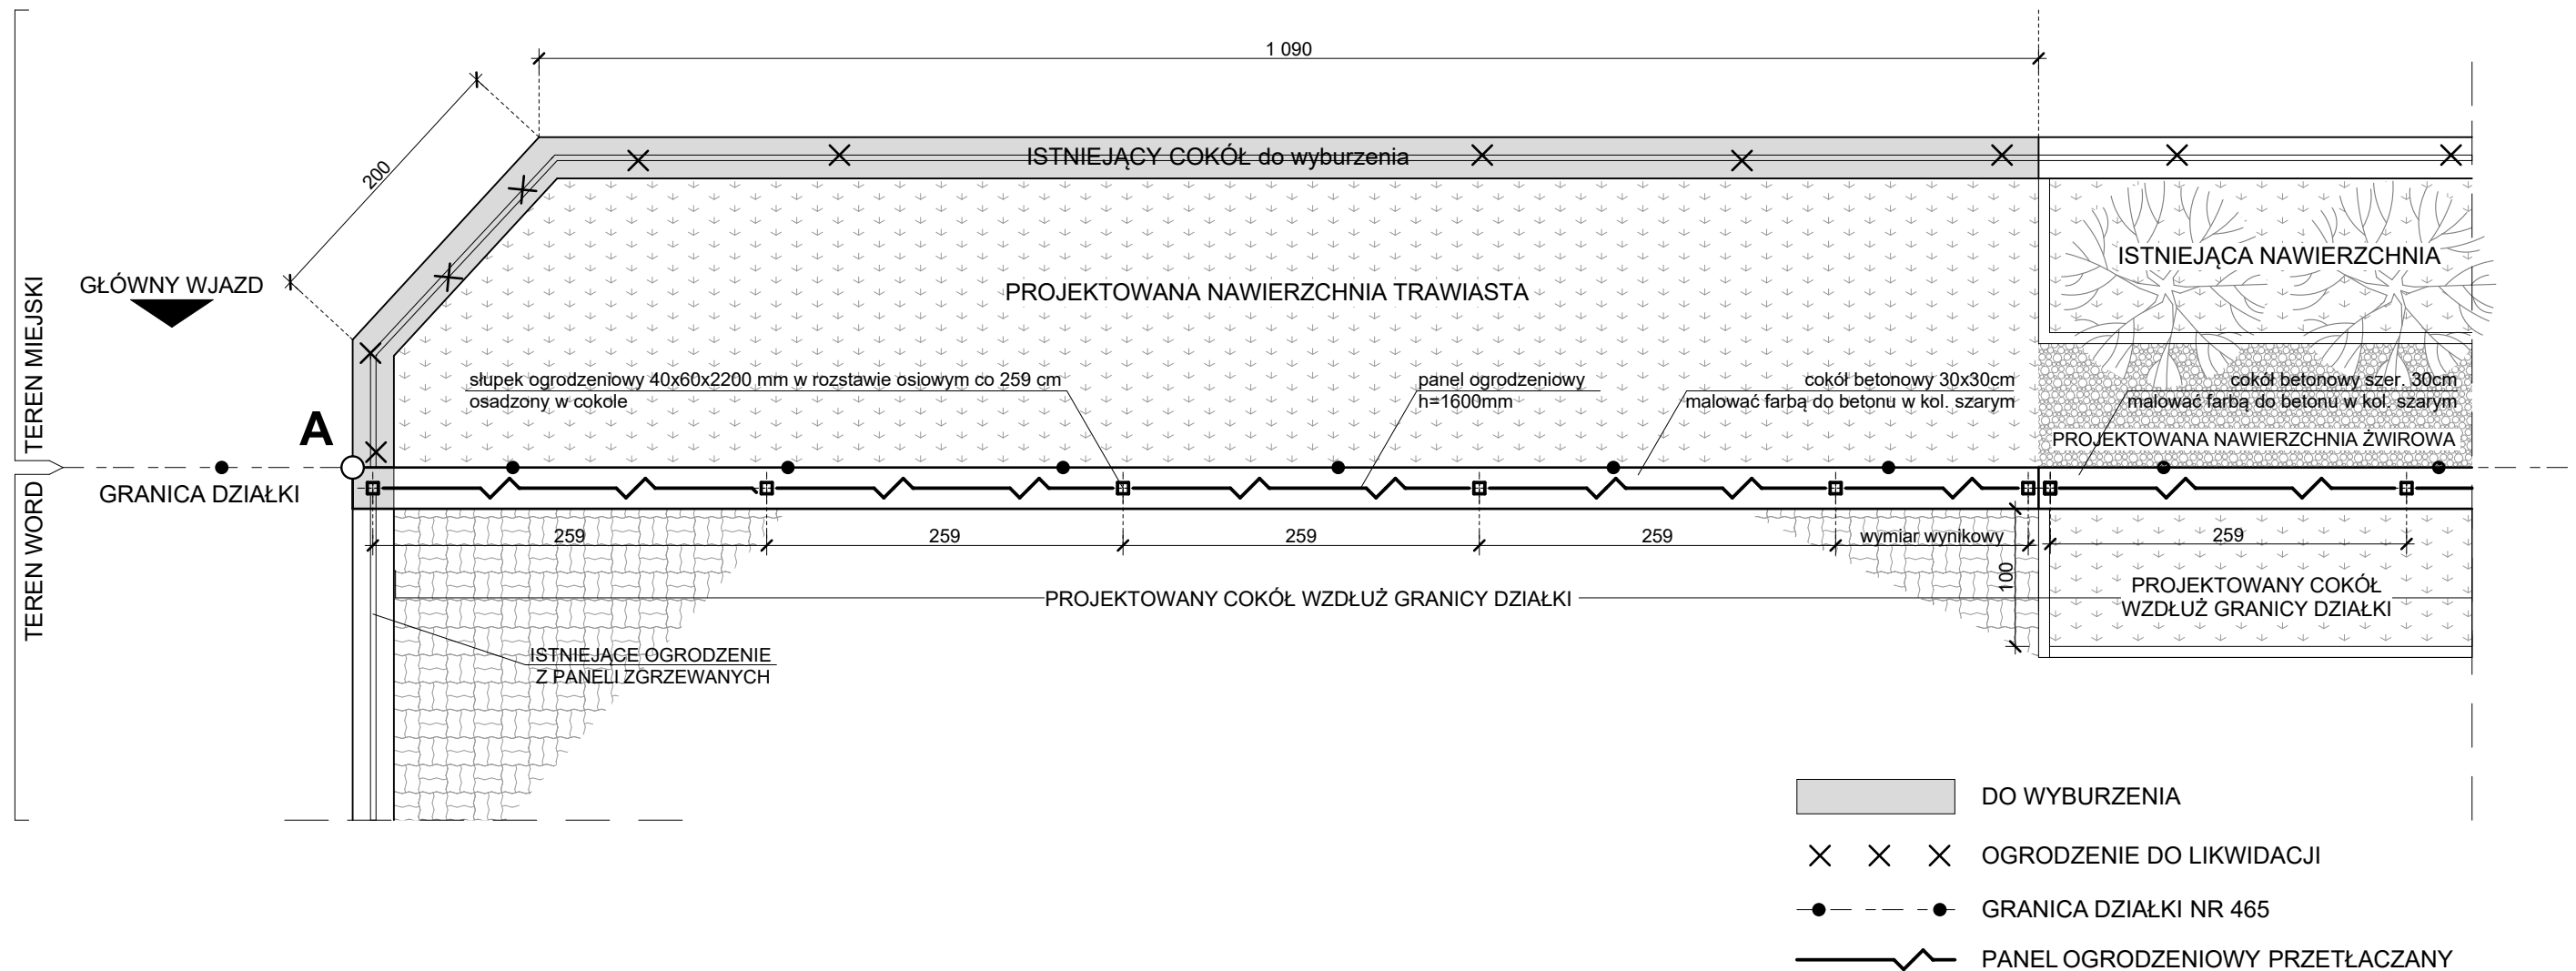 1 090
200
ISTNIEJĄCY COKÓŁ do wyburzenia
TEREN MIEJSKI
GŁÓWNY WJAZD
PROJEKTOWANA NAWIERZCHNIA TRAWIASTA
ISTNIEJĄCA NAWIERZCHNIA
słupek ogrodzeniowy 40x60x2200 mm w rozstawie osiowym co 259 cm
osadzony w cokole
panel ogrodzeniowy
h=1600mm
cokół betonowy 30x30cm
malować farbą do betonu w kol. szarym
cokół betonowy szer. 30cm
malować farbą do betonu w kol. szarym
PROJEKTOWANA NAWIERZCHNIA ŻWIROWA
A
GRANICA DZIAŁKI
TEREN WORD
259
259
259
259
wymiar wynikowy
259
100
PROJEKTOWANY COKÓŁ WZDŁUŻ GRANICY DZIAŁKI
PROJEKTOWANY COKÓŁ
WZDŁUŻ GRANICY DZIAŁKI
ISTNIEJĄCE OGRODZENIE
Z PANELI ZGRZEWANYCH
DO WYBURZENIA
OGRODZENIE DO LIKWIDACJI
GRANICA DZIAŁKI NR 465
PANEL OGRODZENIOWY PRZETŁACZANY